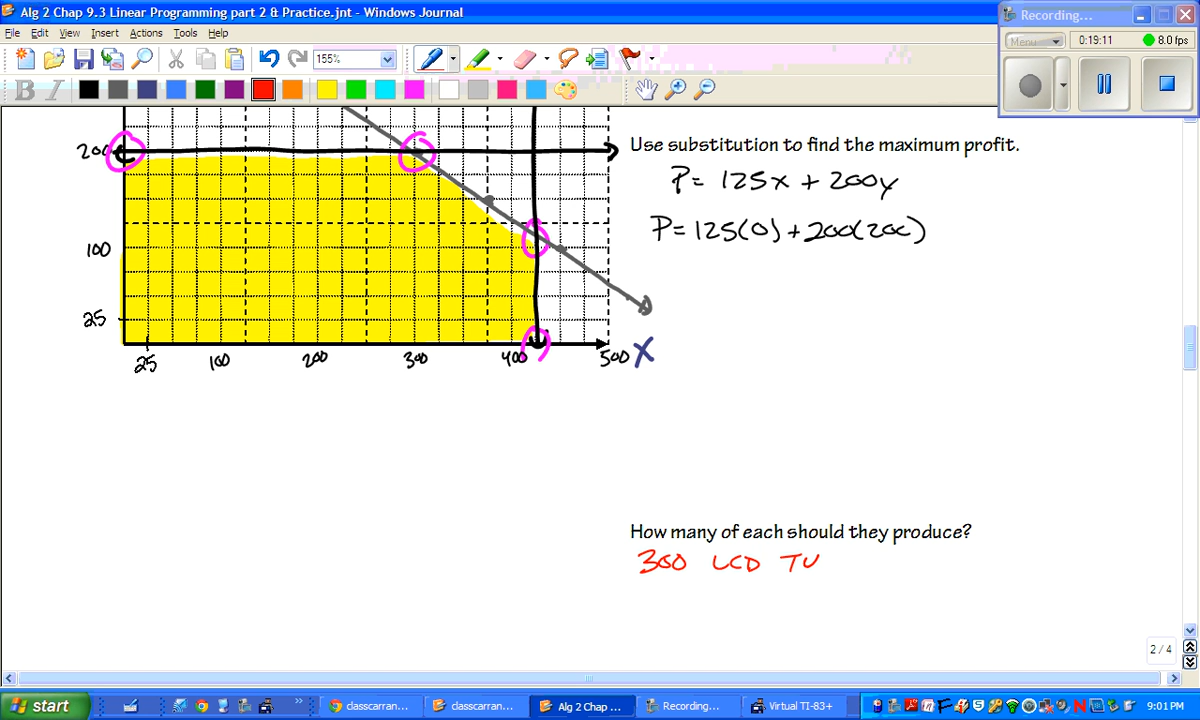 Alg 2 Chap 9.3 Linear Programming part 2 & Practice.jnt - Windows Journal
File Edit View Insert Actions Tools Help
155%
B I
Recording...
Menu 0:19:11 8.0 fps
200
100
25
25 100 200 300 400 500 X
Use substitution to find the maximum profit.
P= 125x + 200y
P= 125(0) + 200(200)
How many of each should they produce?
300 LCD TV
2 / 4
start classcarran... classcarran... Alg 2 Chap ... Recording... Virtual TI-83+ 9:01 PM